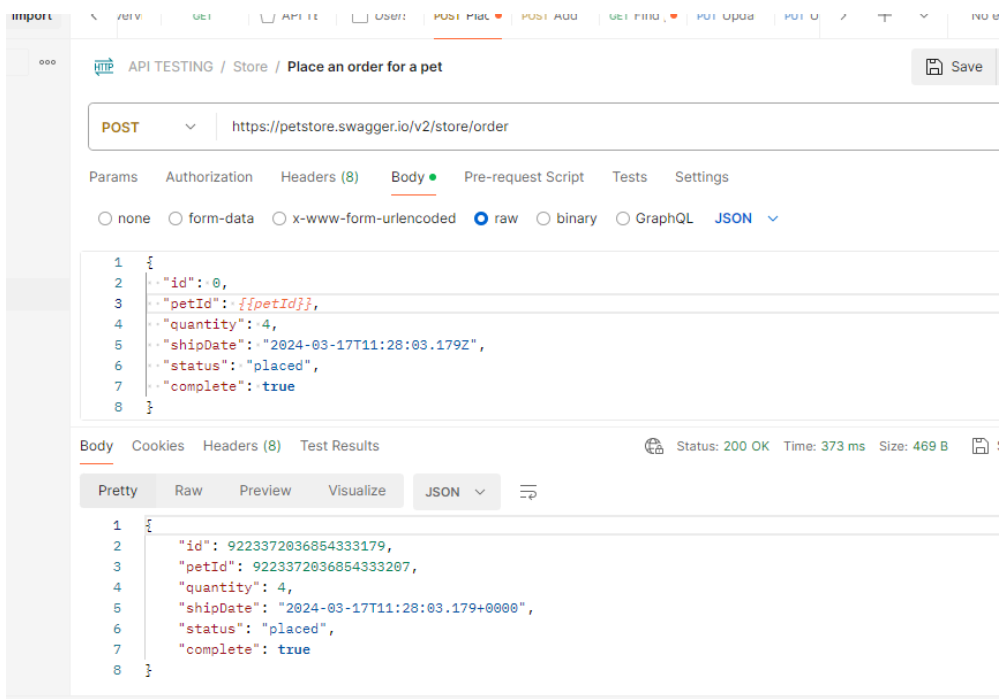 Import
GET
POST Plac
POST Add
GET Find
PUT Upda
PUT U
No e
HTTP API TESTING / Store / Place an order for a pet
Save
POST
https://petstore.swagger.io/v2/store/order
Params Authorization Headers (8) Body Pre-request Script Tests Settings
none form-data x-www-form-urlencoded raw binary GraphQL JSON
1 {
2 "id": 0,
3 "petId": {{petId}},
4 "quantity": 4,
5 "shipDate": "2024-03-17T11:28:03.179Z",
6 "status": "placed",
7 "complete": true
8 }
Body Cookies Headers (8) Test Results Status: 200 OK Time: 373 ms Size: 469 B
Pretty Raw Preview Visualize JSON
1 {
2 "id": 9223372036854333179,
3 "petId": 9223372036854333207,
4 "quantity": 4,
5 "shipDate": "2024-03-17T11:28:03.179+0000",
6 "status": "placed",
7 "complete": true
8 }